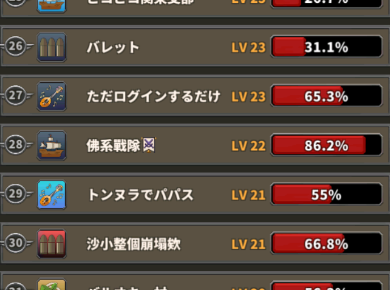 26 バレット LV 23 31.1%
27 ただログインするだけ LV 23 65.3%
28 佛系戰隊 LV 22 86.2%
29 トンヌラでパパス LV 21 55%
30 沙小整個崩塌欸 LV 21 66.8%